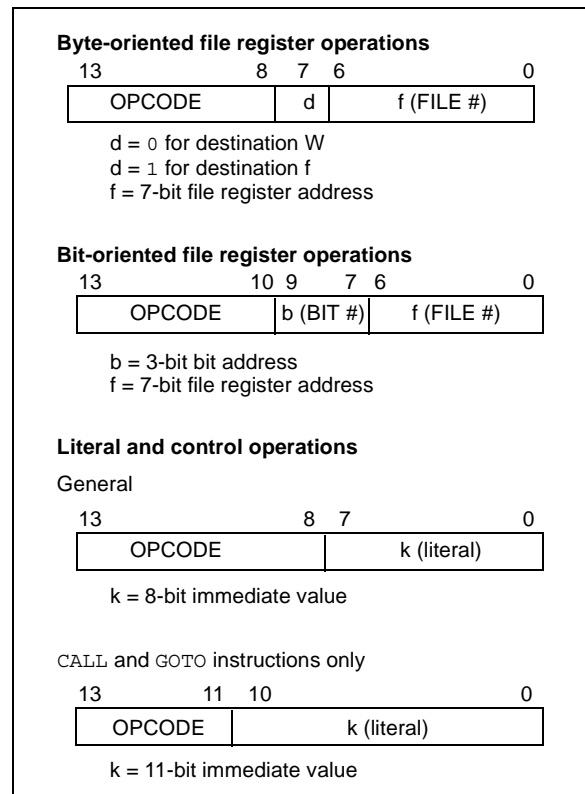 Byte-oriented file register operations
13 8 7 6 0
OPCODE d f (FILE #)
d = 0 for destination W
d = 1 for destination f
f = 7-bit file register address
Bit-oriented file register operations
13 10 9 7 6 0
OPCODE b (BIT #) f (FILE #)
b = 3-bit bit address
f = 7-bit file register address
Literal and control operations
General
13 8 7 0
OPCODE k (literal)
k = 8-bit immediate value
CALL and GOTO instructions only
13 11 10 0
OPCODE k (literal)
k = 11-bit immediate value